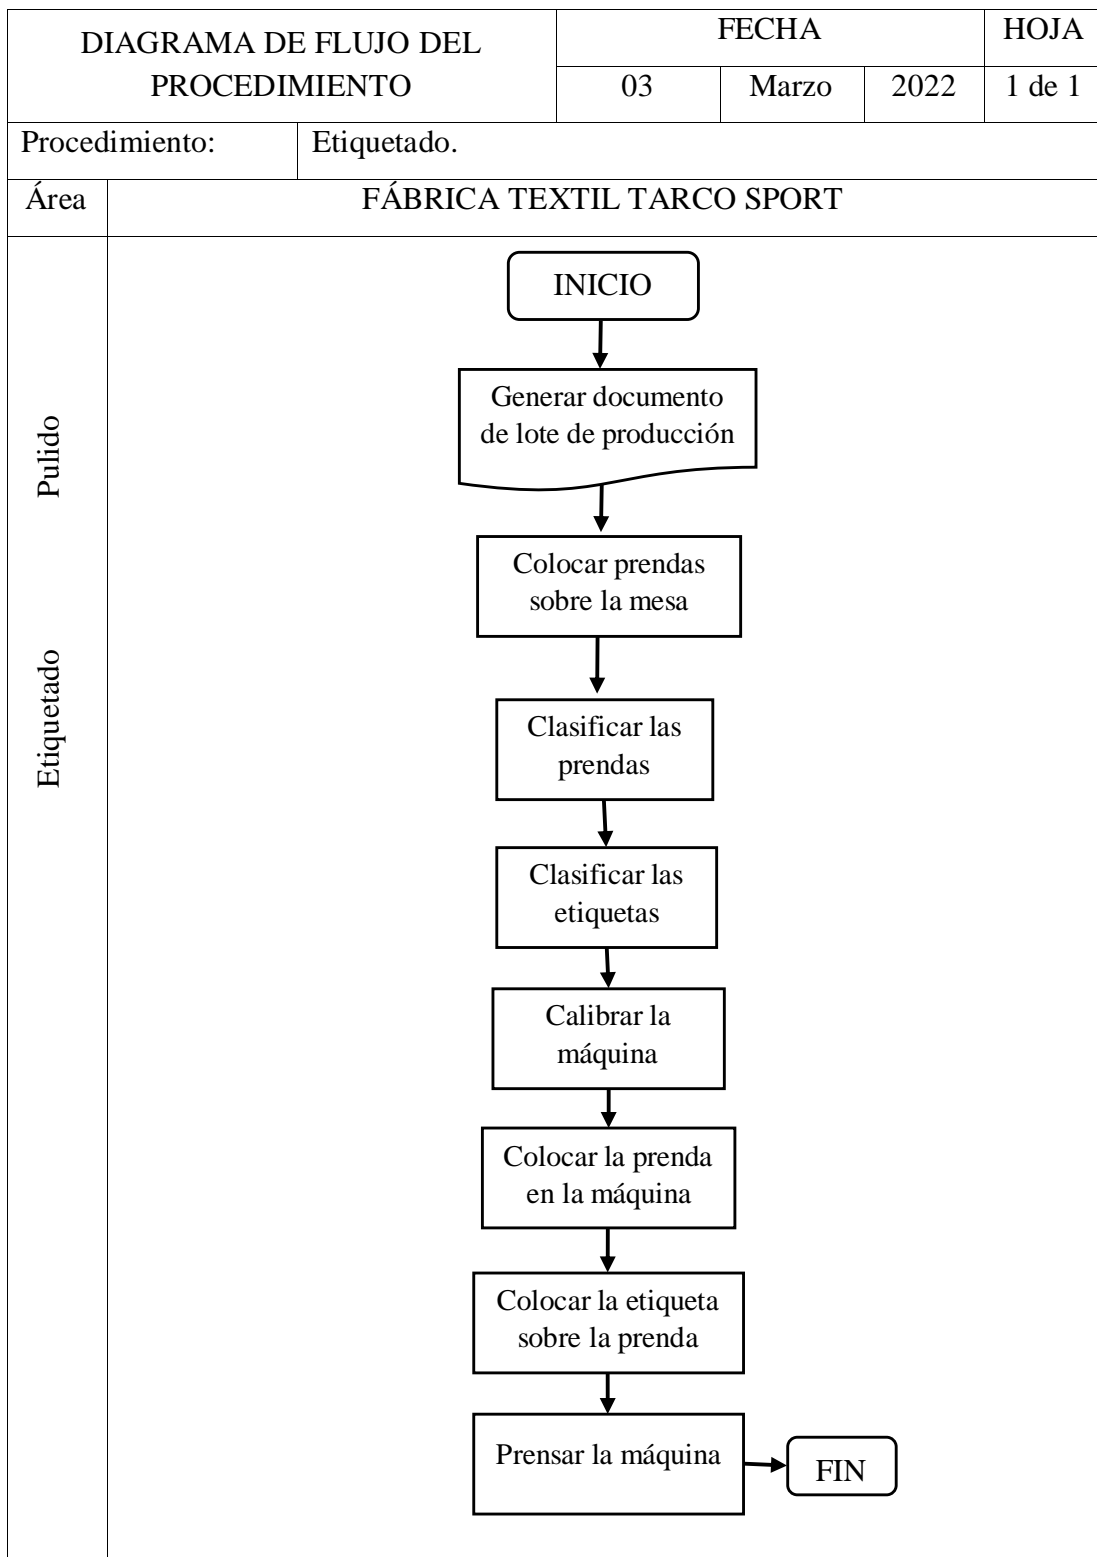 DIAGRAMA DE FLUJO DEL
PROCEDIMIENTO
FECHA
HOJA
03
Marzo
2022
1 de 1
Procedimiento:
Etiquetado.
Área
FÁBRICA TEXTIL TARCO SPORT
Pulido
Etiquetado
INICIO
Generar documento
de lote de producción
Colocar prendas
sobre la mesa
Clasificar las
prendas
Clasificar las
etiquetas
Calibrar la
máquina
Colocar la prenda
en la máquina
Colocar la etiqueta
sobre la prenda
Prensar la máquina
FIN